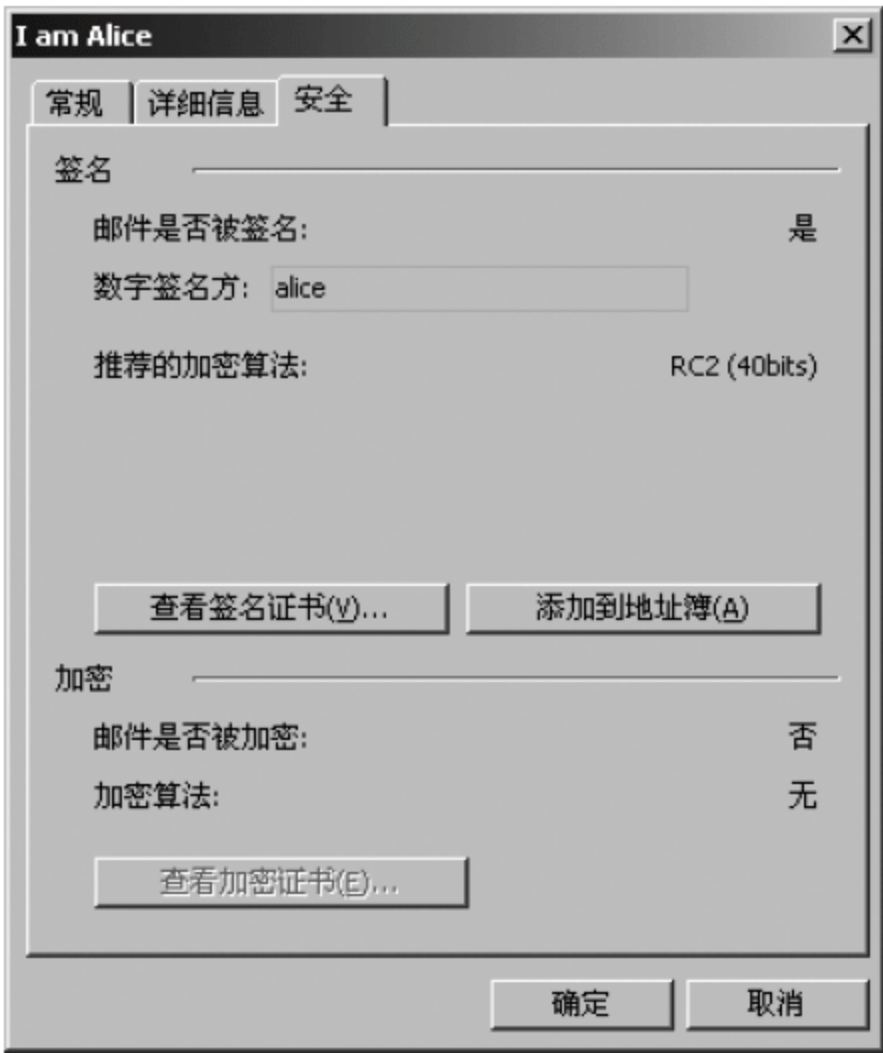 I am Alice
常规 详细信息 安全
签名
邮件是否被签名: 是
数字签名方: alice
推荐的加密算法: RC2 (40bits)
查看签名证书(V)... 添加到地址簿(A)
加密
邮件是否被加密: 否
加密算法: 无
查看加密证书(E)...
确定 取消